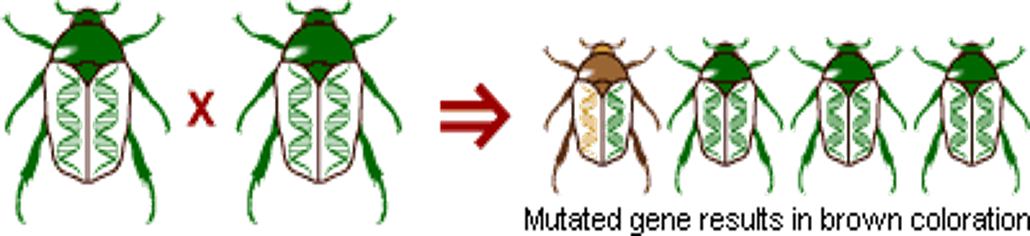 X
Mutated gene results in brown coloration